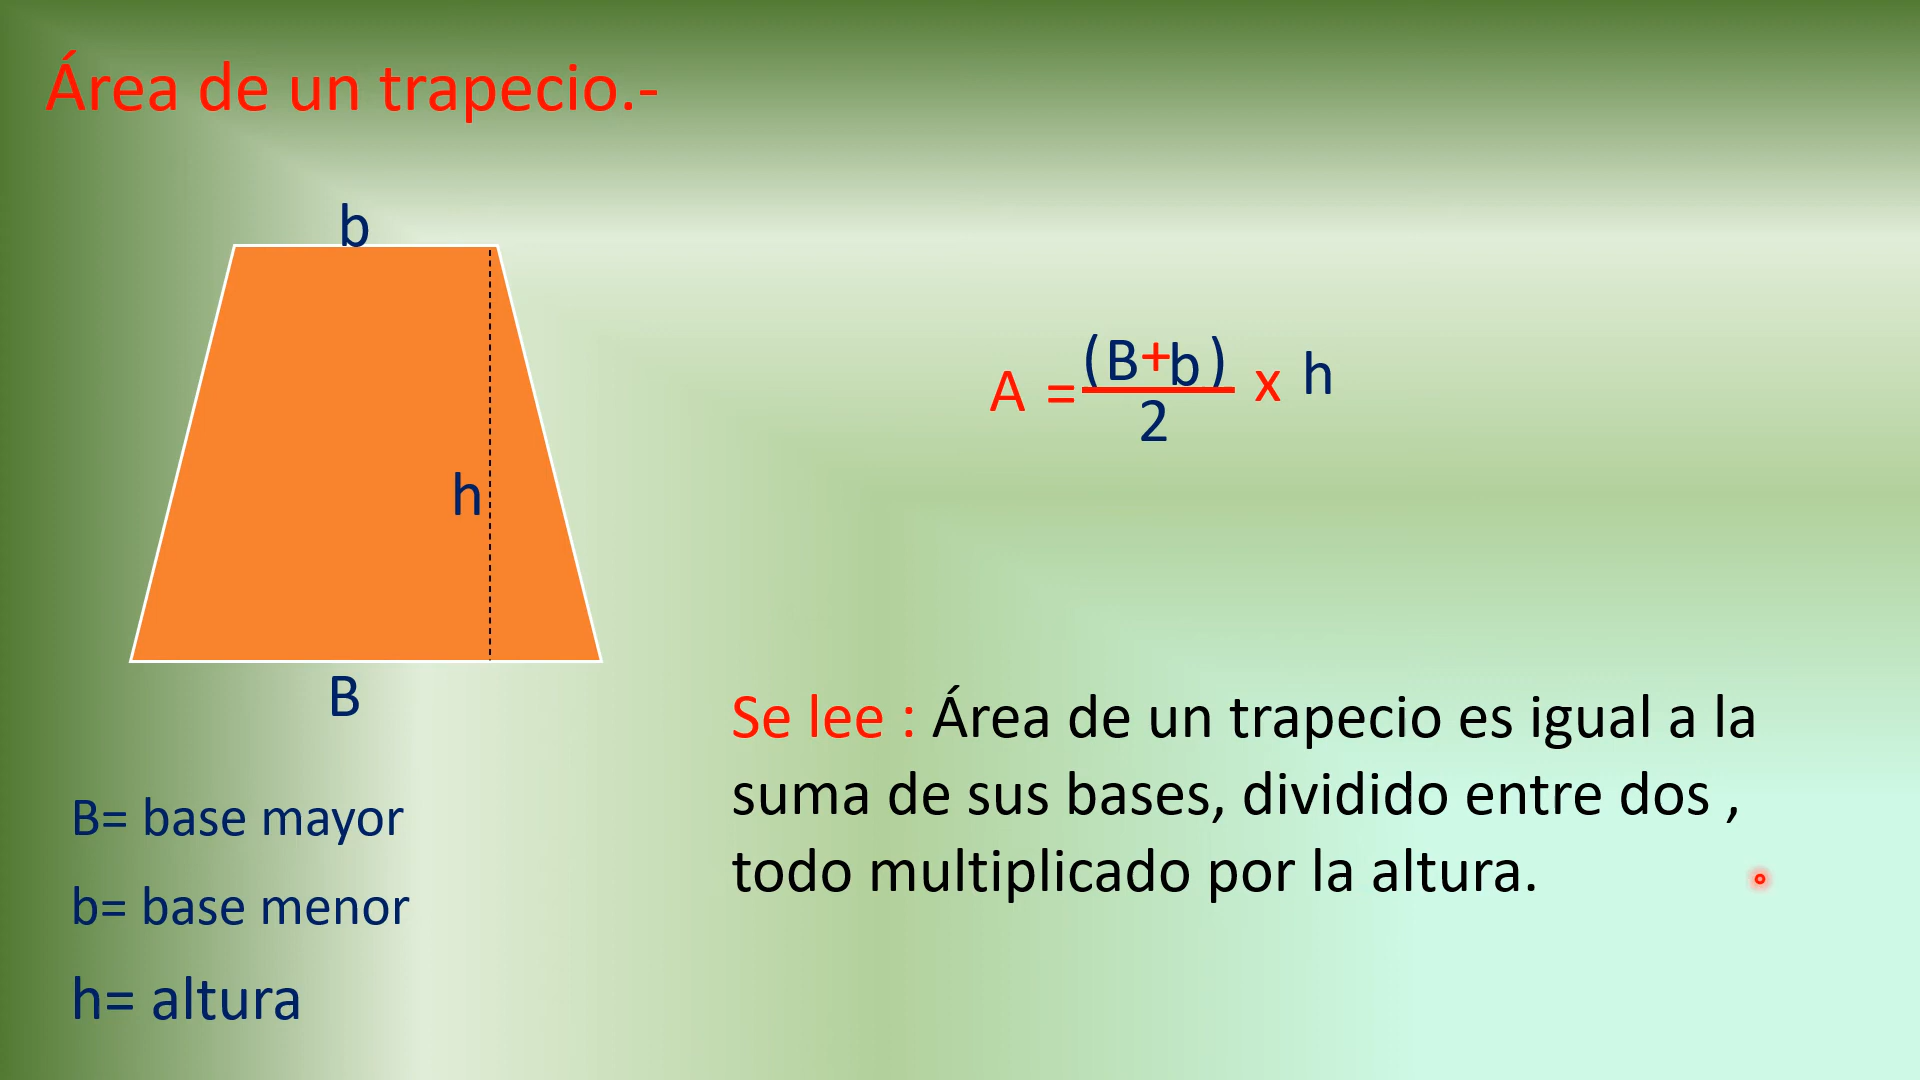 Área de un trapecio.-
b
h
B
A = (B+b) x h
2
B= base mayor
b= base menor
h= altura
Se lee : Área de un trapecio es igual a la
suma de sus bases, dividido entre dos ,
todo multiplicado por la altura.